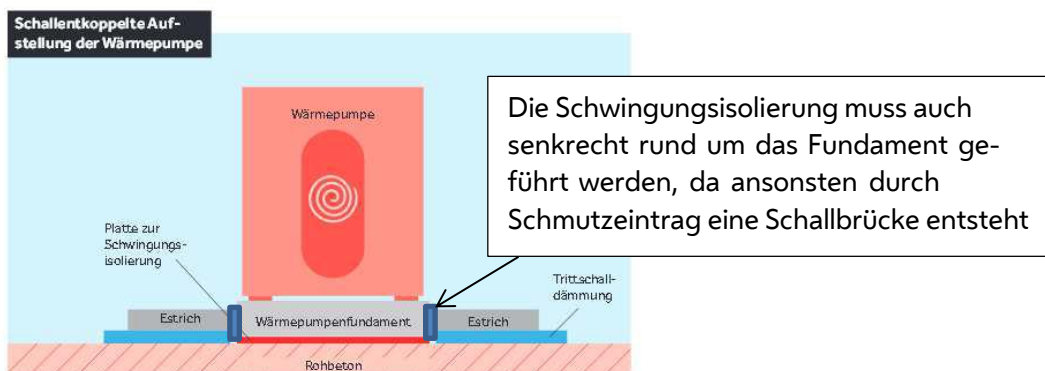 Schallentkoppelte Auf-
stellung der Wärmepumpe
Wärmepumpe
Die Schwingungsisolierung muss auch
senkrecht rund um das Fundament ge-
führt werden, da ansonsten durch
Schmutzeintrag eine Schallbrücke entsteht
Platte zur
Schwingungs-
isolierung
Trittschall-
dämmung
Estrich
Wärmepumpenfundament
Estrich
Rohbeton